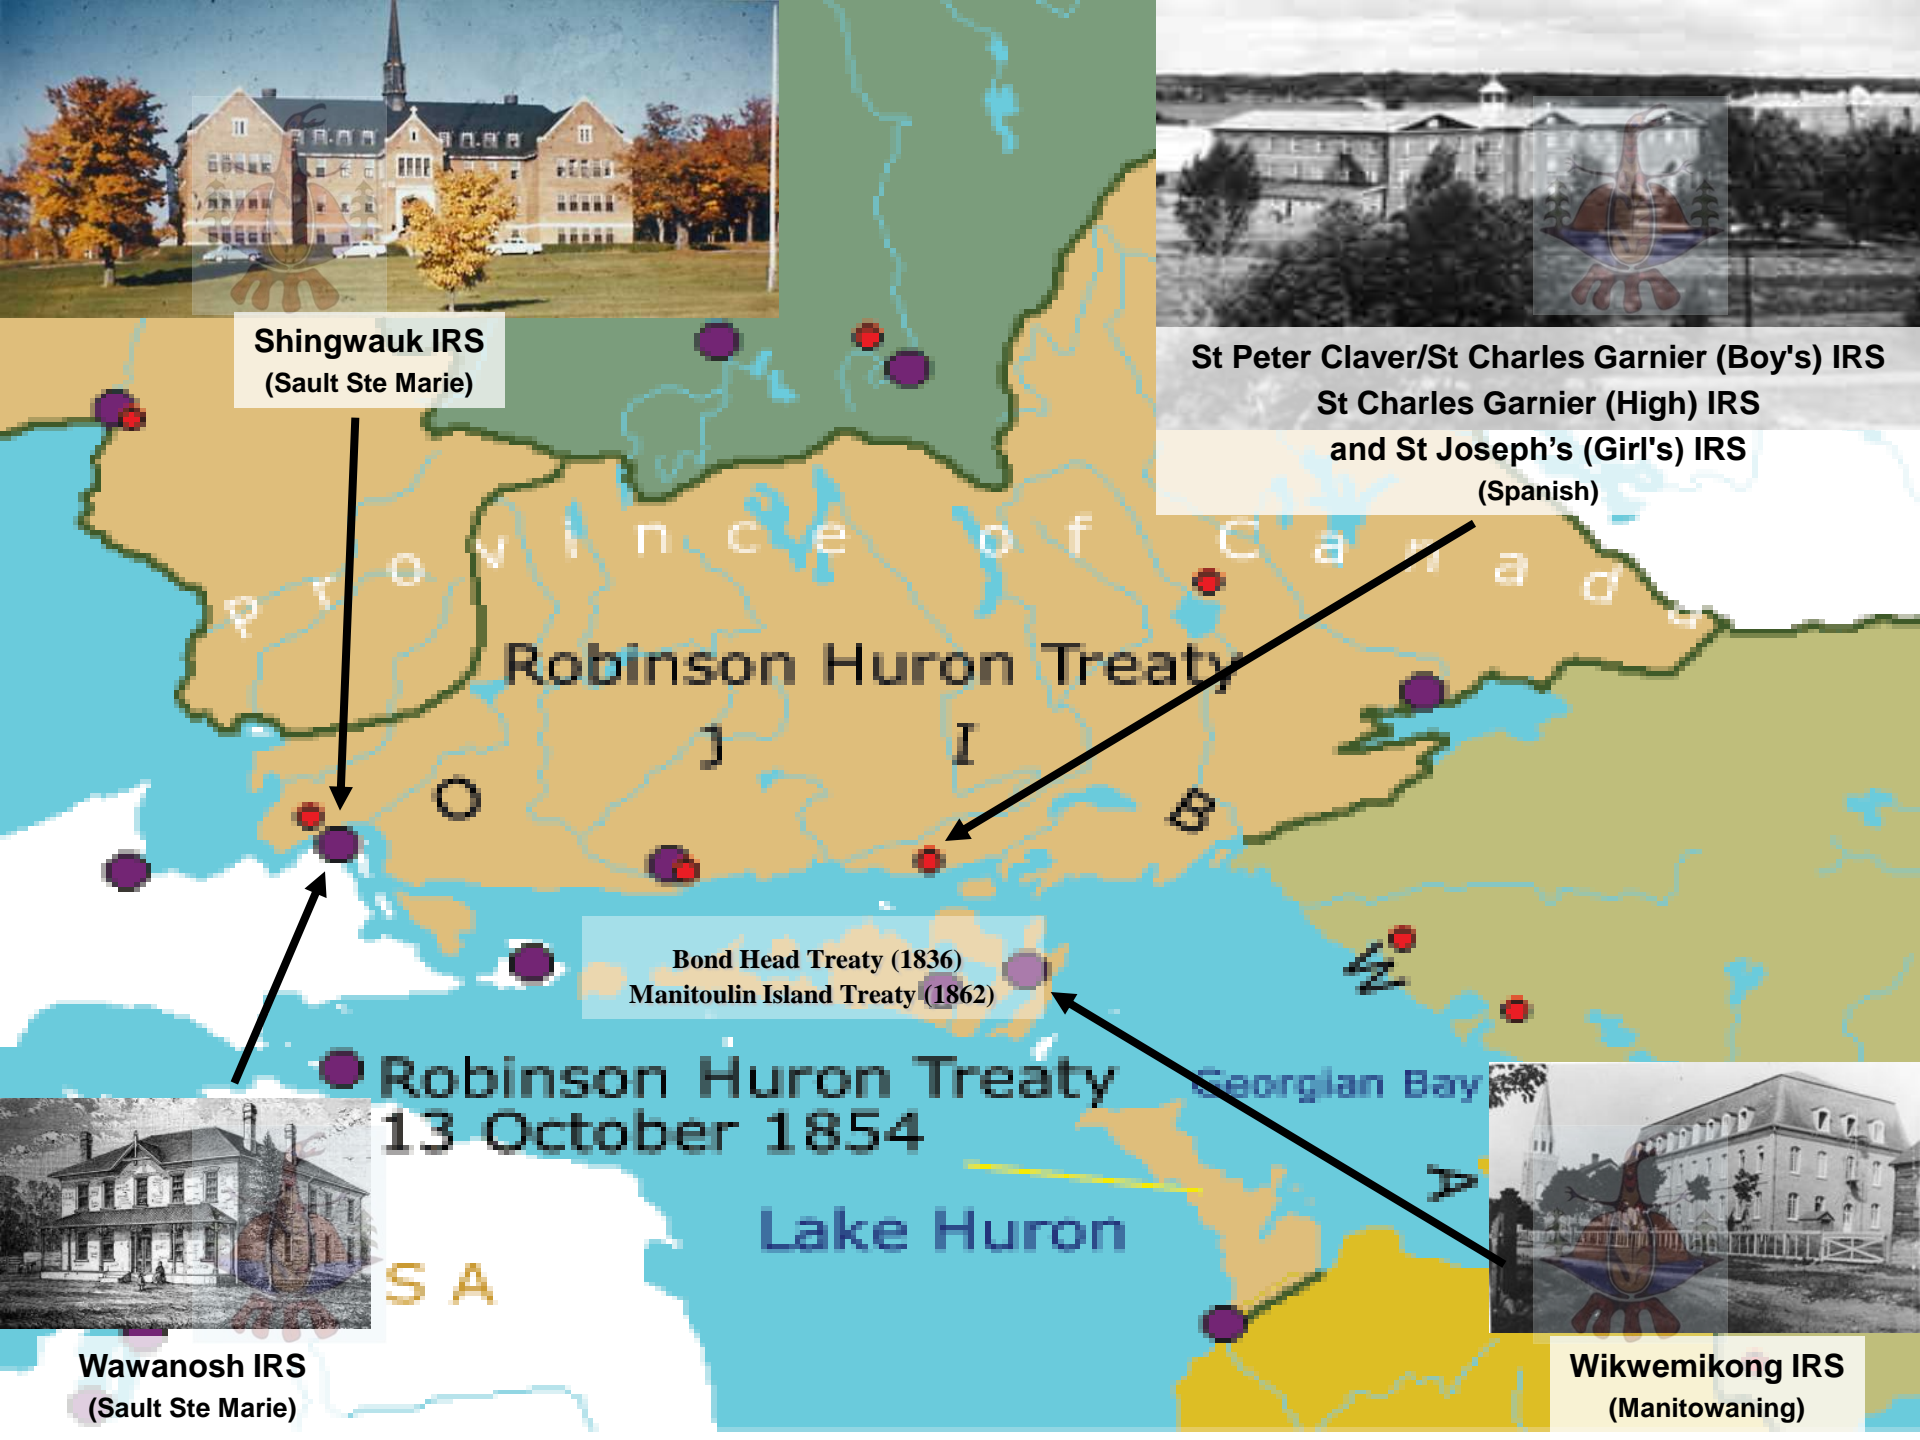 Shingwauk IRS
(Sault Ste Marie)
St Peter Claver/St Charles Garnier (Boy's) IRS
St Charles Garnier (High) IRS
and St Joseph’s (Girl's) IRS
(Spanish)
Province of Canada
Robinson Huron Treaty
O J I B W A
Bond Head Treaty (1836)
Manitoulin Island Treaty (1862)
Robinson Huron Treaty
13 October 1854
Georgian Bay
Lake Huron
S A
Wawanosh IRS
(Sault Ste Marie)
Wikwemikong IRS
(Manitowaning)